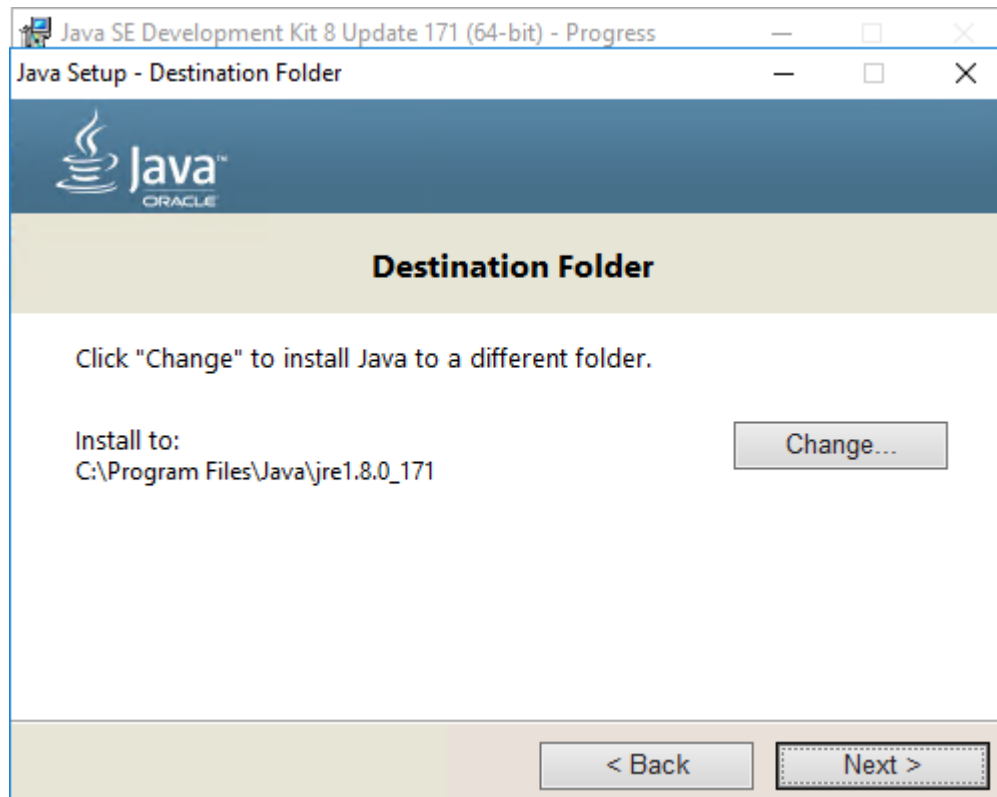 Java SE Development Kit 8 Update 171 (64-bit) - Progress
Java Setup - Destination Folder
Java™
ORACLE
Destination Folder
Click "Change" to install Java to a different folder.
Install to:
Change...
C:\Program Files\Java\jre1.8.0_171
< Back
Next >